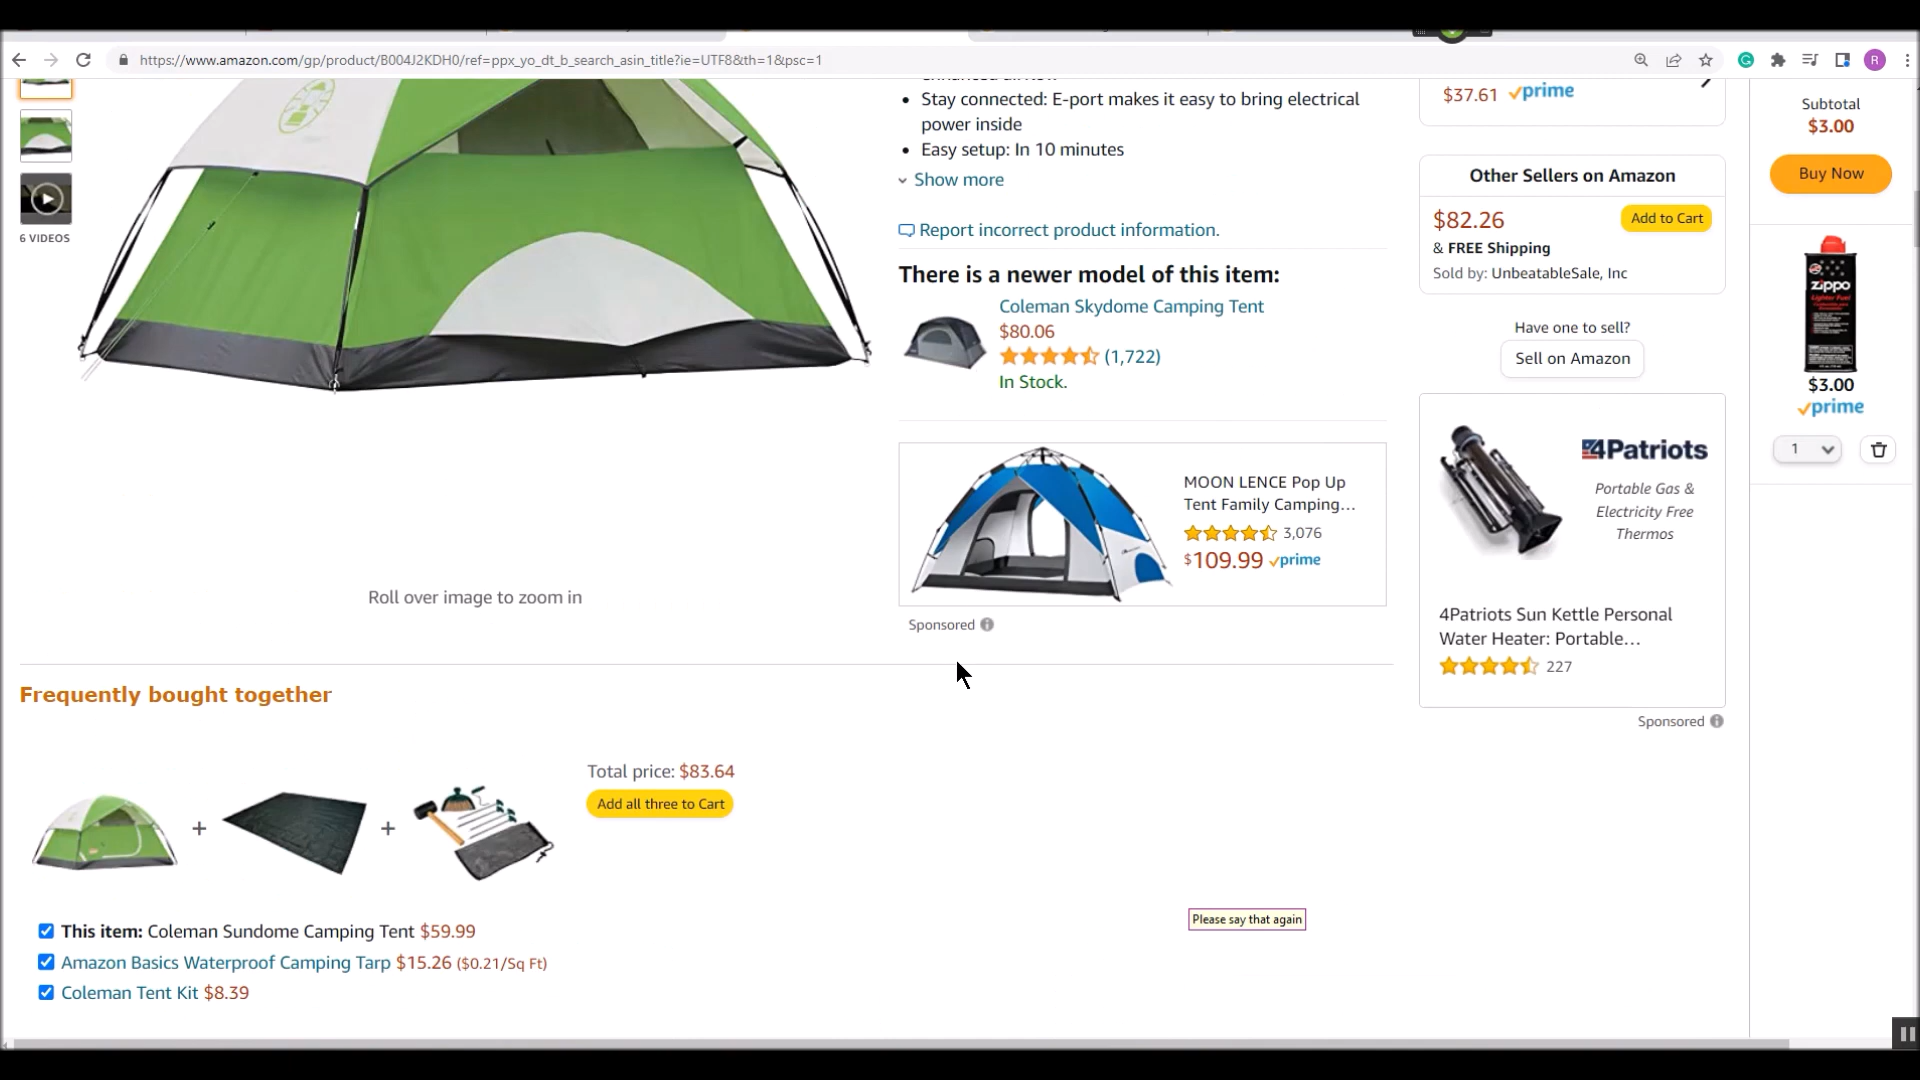 https://www.amazon.com/gp/product/B004J2KDH0/ref=ppx_yo_dt_b_search_asin_title?ie=UTF8&th=1&psc=1
R
6 VIDEOS
Roll over image to zoom in
Stay connected: E-port makes it easy to bring electrical
power inside
Easy setup: In 10 minutes
Show more
Report incorrect product information.
There is a newer model of this item:
Coleman Skydome Camping Tent
$80.06
(1,722)
In Stock.
MOON LENCE Pop Up
Tent Family Camping...
3,076
$109.99 prime
Sponsored
$37.61 prime
Other Sellers on Amazon
$82.26
Add to Cart
& FREE Shipping
Sold by: UnbeatableSale, Inc
Have one to sell?
Sell on Amazon
4Patriots
Portable Gas &
Electricity Free
Thermos
4Patriots Sun Kettle Personal
Water Heater: Portable...
227
Sponsored
Subtotal
$3.00
Buy Now
zippo
$3.00
prime
1
Frequently bought together
Total price: $83.64
Add all three to Cart
+
+
This item: Coleman Sundome Camping Tent $59.99
Amazon Basics Waterproof Camping Tarp $15.26 ($0.21/Sq Ft)
Coleman Tent Kit $8.39
Please say that again